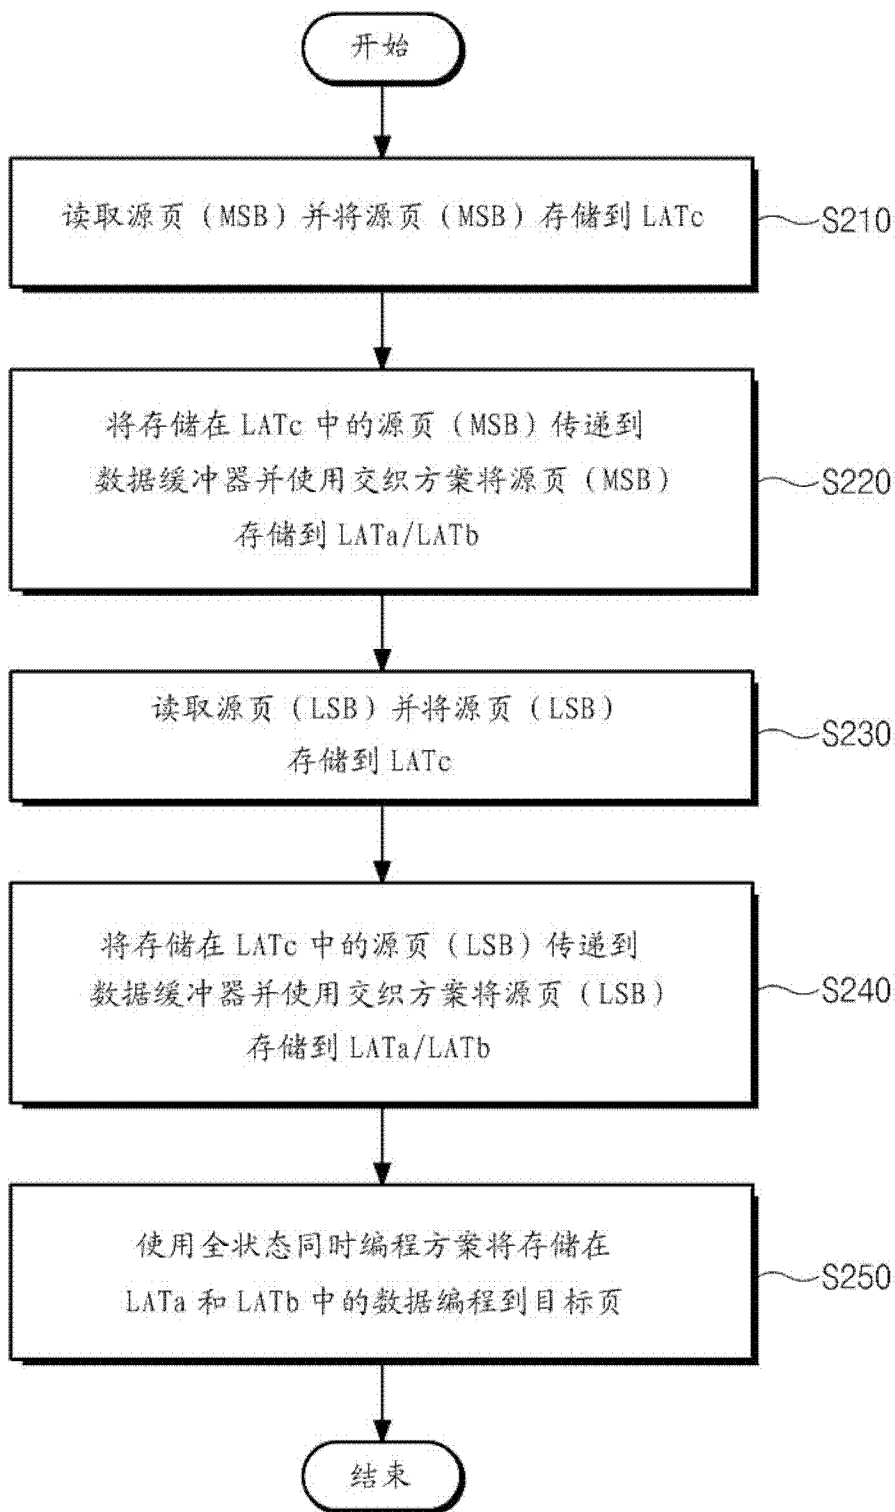 开始
读取源页（MSB）并将源页（MSB）存储到 LATc
S210
将存储在 LATc 中的源页（MSB）传递到
数据缓冲器并使用交织方案将源页（MSB）
存储到 LATa/LATb
S220
读取源页（LSB）并将源页（LSB）
存储到 LATc
S230
将存储在 LATc 中的源页（LSB）传递到
数据缓冲器并使用交织方案将源页（LSB）
存储到 LATa/LATb
S240
使用全状态同时编程方案将存储在
LATa 和 LATb 中的数据编程到目标页
S250
结束